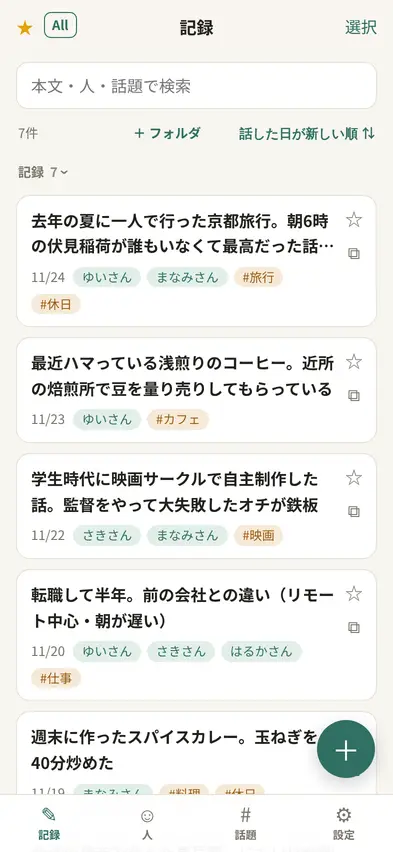 ★ All 記録 選択
本文・人・話題で検索
7件 ＋ フォルダ 話した日が新しい順 ⇅
記録 7
去年の夏に一人で行った京都旅行。朝6時
の伏見稲荷が誰もいなくて最高だった話…
11/24 ゆいさん まなみさん #旅行
#休日
最近ハマっている浅煎りのコーヒー。近所
の焙煎所で豆を量り売りしてもらっている
11/23 ゆいさん #カフェ
学生時代に映画サークルで自主制作した
話。監督をやって大失敗したオチが鉄板
11/22 さきさん まなみさん #映画
転職して半年。前の会社との違い（リモー
ト中心・朝が遅い）
11/20 ゆいさん さきさん はるかさん
#仕事
週末に作ったスパイスカレー。玉ねぎを
40分炒めた
11/19 まなみさん #料理 #休日
記録 人 話題 設定